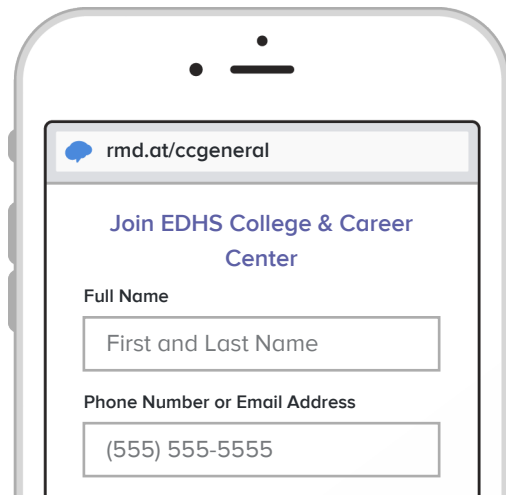 rmd.at/ccgeneral
Join EDHS College & Career
Center
Full Name
First and Last Name
Phone Number or Email Address
(555) 555-5555